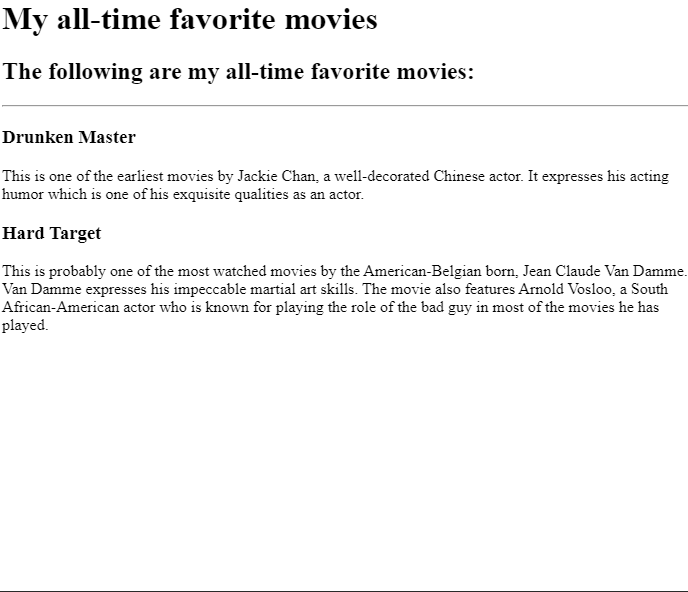 My all-time favorite movies
The following are my all-time favorite movies:
Drunken Master
This is one of the earliest movies by Jackie Chan, a well-decorated Chinese actor. It expresses his acting
humor which is one of his exquisite qualities as an actor.
Hard Target
This is probably one of the most watched movies by the American-Belgian born, Jean Claude Van Damme.
Van Damme expresses his impeccable martial art skills. The movie also features Arnold Vosloo, a South
African-American actor who is known for playing the role of the bad guy in most of the movies he has
played.